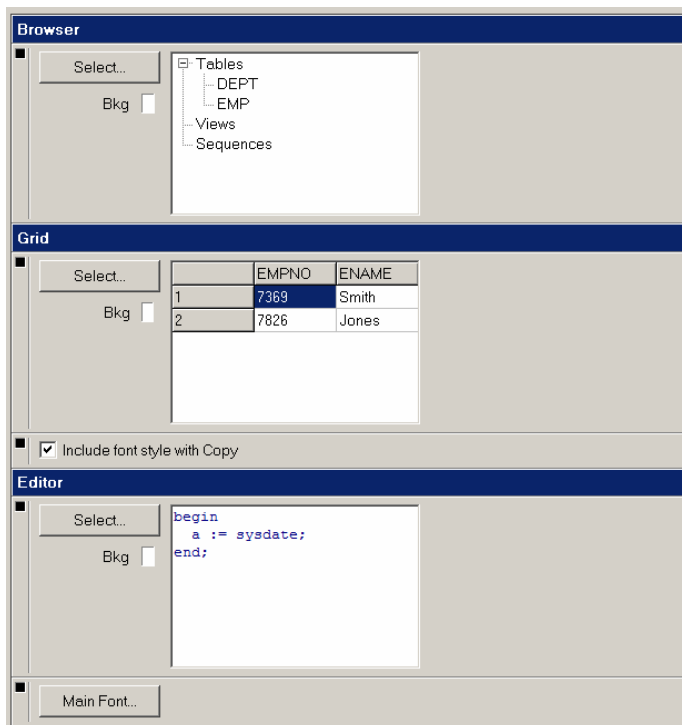 Browser
Select...
Bkg
Tables
DEPT
EMP
Views
Sequences
Grid
Select...
Bkg
EMPNO ENAME
1 7369 Smith
2 7826 Jones
Include font style with Copy
Editor
Select...
Bkg
begin
a := sysdate;
end;
Main Font...